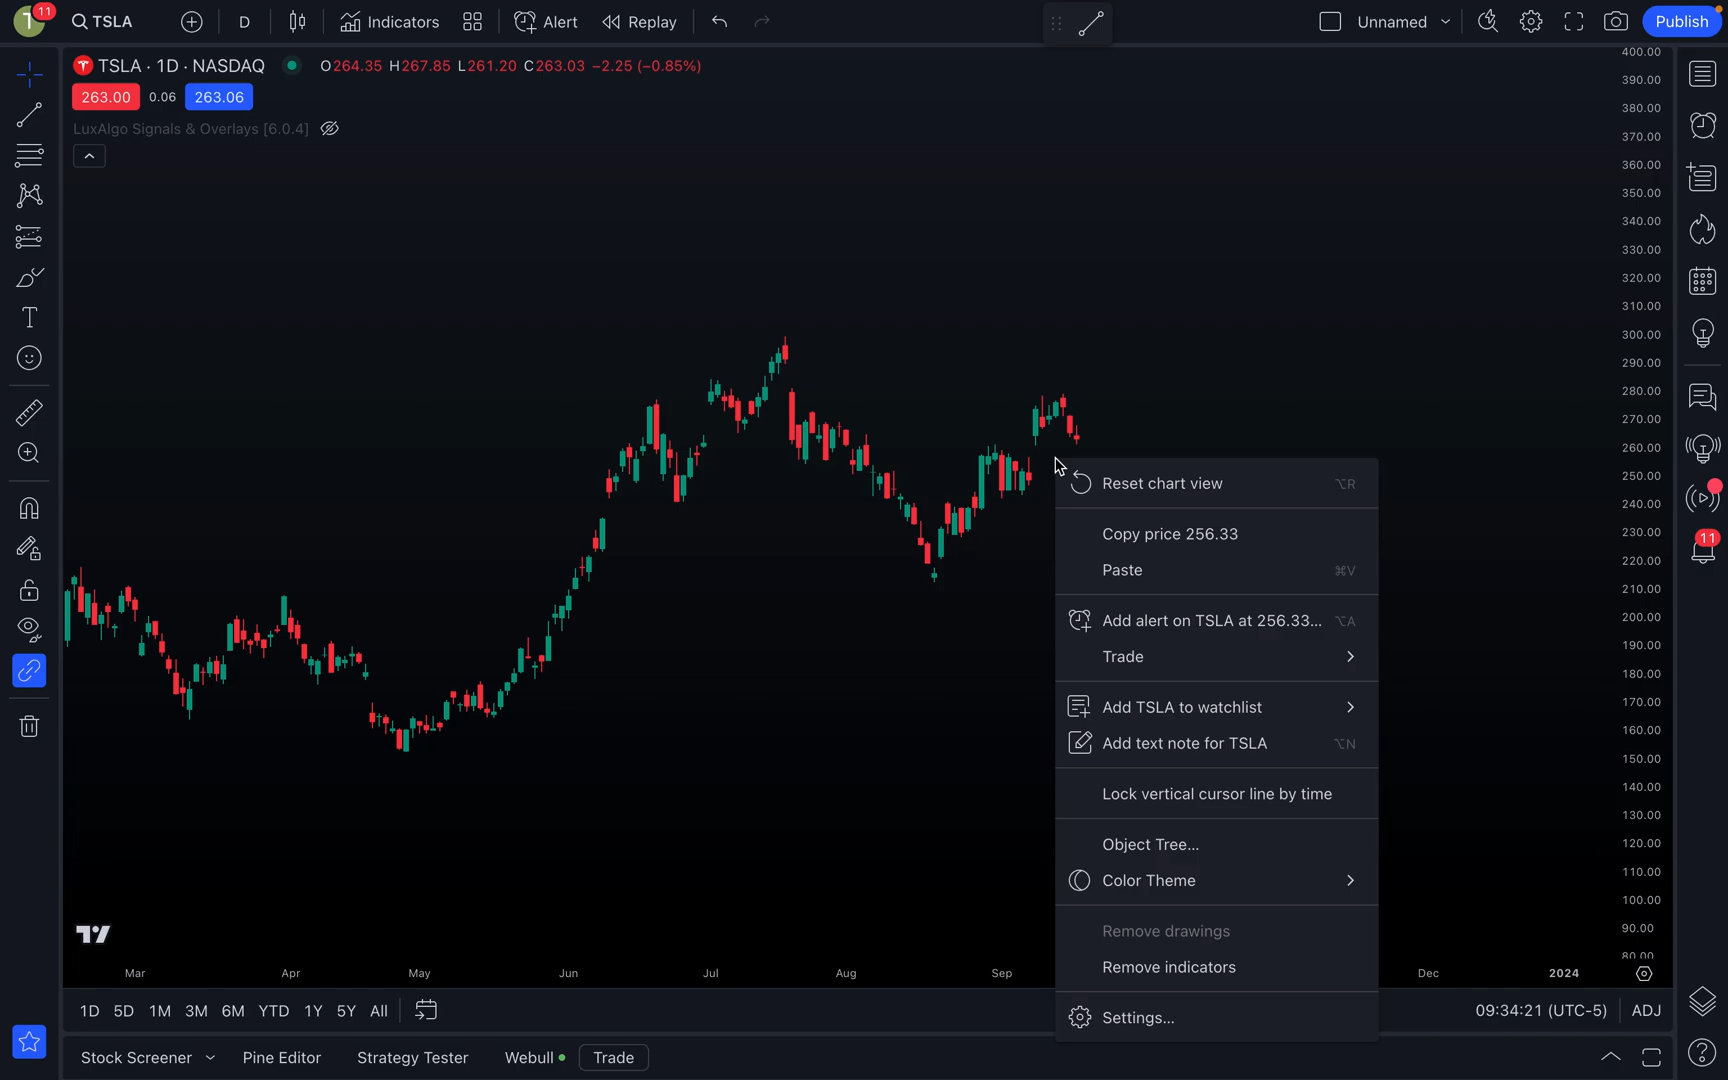 T
11
TSLA
D
Indicators
Alert
Replay
Unnamed
Publish
TSLA · 1D · NASDAQ
O264.35 H267.85 L261.20 C263.03 −2.25 (−0.85%)
263.00
0.06
263.06
LuxAlgo Signals & Overlays [6.0.4]
400.00
390.00
380.00
370.00
360.00
350.00
340.00
330.00
320.00
310.00
300.00
290.00
280.00
270.00
260.00
250.00
240.00
230.00
220.00
210.00
200.00
190.00
180.00
170.00
160.00
150.00
140.00
130.00
120.00
110.00
100.00
90.00
80.00
11
Reset chart view ⌥R
Copy price 256.33
Paste ⌘V
Add alert on TSLA at 256.33... ⌥A
Trade
Add TSLA to watchlist
Add text note for TSLA ⌥N
Lock vertical cursor line by time
Object Tree...
Color Theme
Remove drawings
Remove indicators
Settings...
Mar
Apr
May
Jun
Jul
Aug
Sep
Dec
2024
1D 5D 1M 3M 6M YTD 1Y 5Y All
09:34:21 (UTC-5)
ADJ
Stock Screener
Pine Editor
Strategy Tester
Webull
Trade